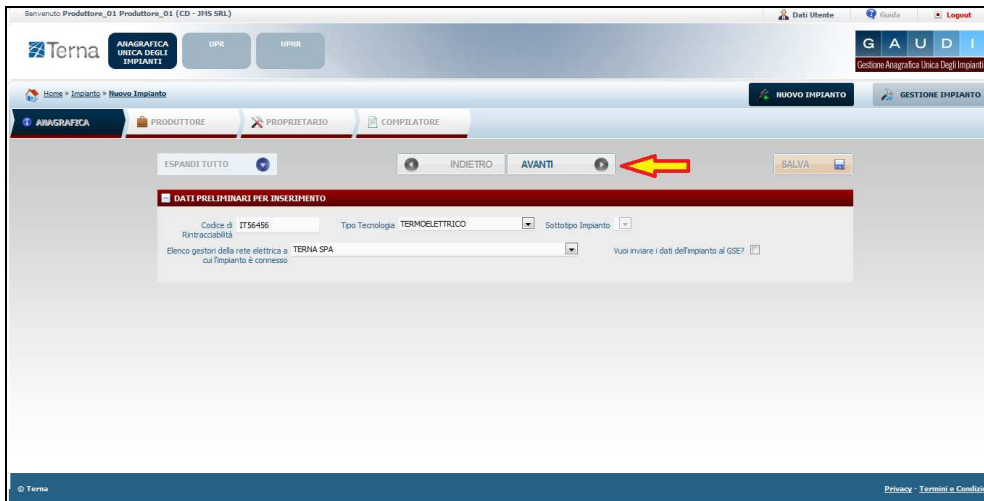 Benvenuto Produttore_01 Produttore_01 (CD - JMS SRL)
Dati Utente
Guida
Logout
Terna
ANAGRAFICA
UNICA DEGLI
IMPIANTI
UPR
UPNR
G A U D I
Gestione Anagrafica Unica Degli Impianti
Home » Impianto » Nuovo Impianto
NUOVO IMPIANTO
GESTIONE IMPIANTO
ANAGRAFICA
PRODUTTORE
PROPRIETARIO
COMPILATORE
ESPANDI TUTTO
INDIETRO
AVANTI
SALVA
DATI PRELIMINARI PER INSERIMENTO
Codice di
Rintracciabilità
IT56456
Tipo Tecnologia
TERMOELETTRICO
Sottotipo Impianto
Elenco gestori della rete elettrica a
cui l'impianto è connesso
TERNA SPA
Vuoi inviare i dati dell'impianto al GSE?
© Terna
Privacy - Termini e Condizio